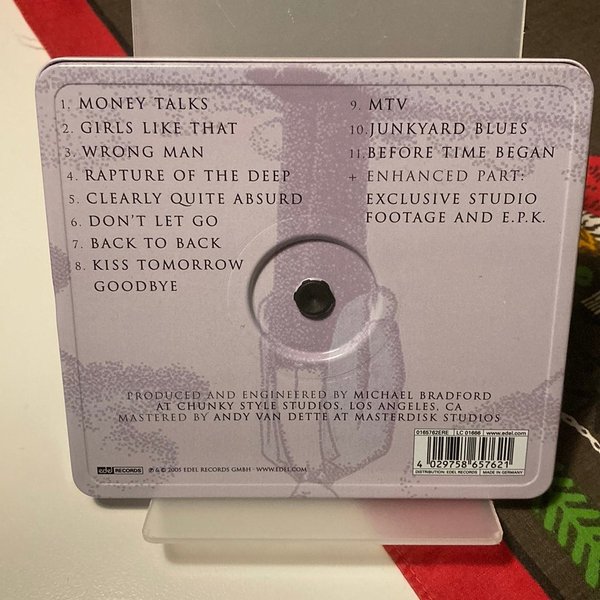 1. MONEY TALKS
2. GIRLS LIKE THAT
3. WRONG MAN
4. RAPTURE OF THE DEEP
5. CLEARLY QUITE ABSURD
6. DON'T LET GO
7. BACK TO BACK
8. KISS TOMORROW
GOODBYE
9. MTV
10. JUNKYARD BLUES
11. BEFORE TIME BEGAN
+ ENHANCED PART:
EXCLUSIVE STUDIO
FOOTAGE AND E.P.K.
PRODUCED AND ENGINEERED BY MICHAEL BRADFORD
AT CHUNKY STYLE STUDIOS, LOS ANGELES, CA
MASTERED BY ANDY VAN DETTE AT MASTERDISK STUDIOS
edel RECORDS ℗ & © 2005 EDEL RECORDS GMBH · WWW.EDEL.COM
0165762ERE LC 01666 www.edel.com
4 029758 657621
DISTRIBUTION: EDEL RECORDS MADE IN GERMANY